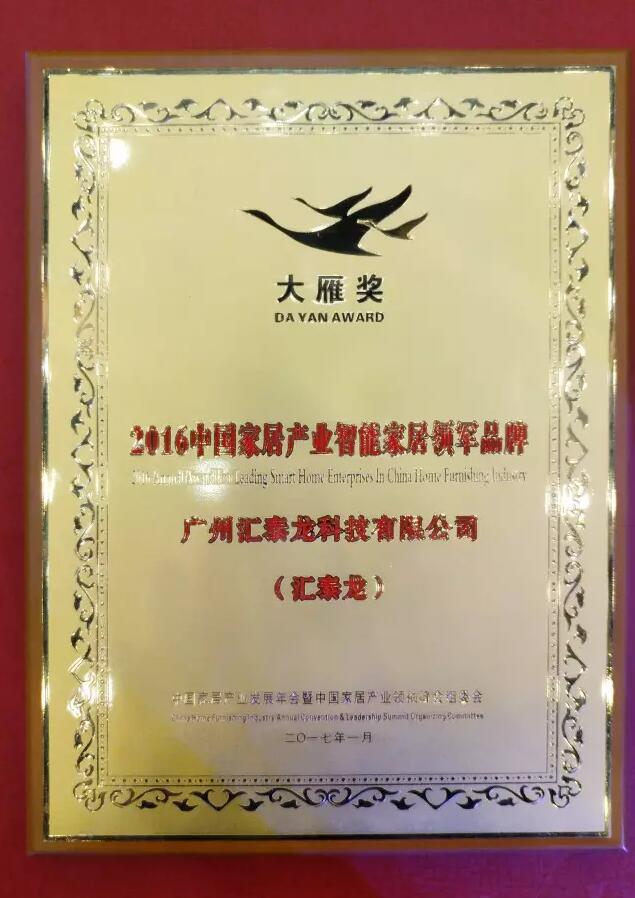 大雁奖
DA YAN AWARD
2016中国家居产业智能家居领军品牌
Leading Smart Home Enterprises In China Home Furnishing Industry
广州汇泰龙科技有限公司
（汇泰龙）
中国家居产业发展年会暨中国家居产业领袖峰会组委会
China Home Furnishing Industry Annual Convention & Leadership Summit Organizing Committee
二〇一七年一月